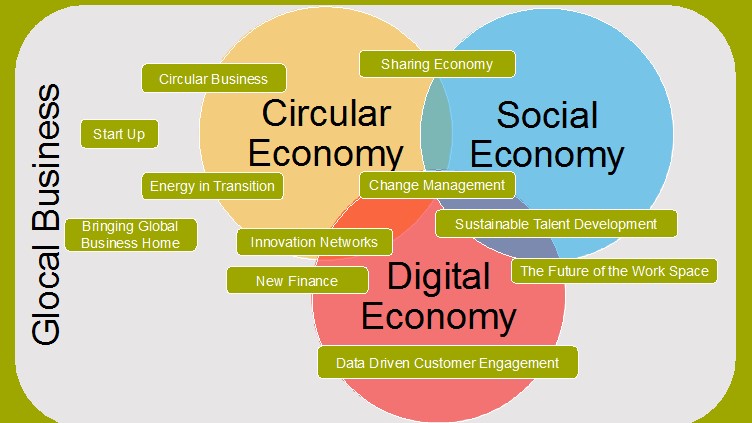 Glocal Business
Sharing Economy
Circular Business
Circular
Economy
Social
Economy
Start Up
Energy in Transition
Change Management
Bringing Global
Business Home
Sustainable Talent Development
Innovation Networks
New Finance
Digital
Economy
The Future of the Work Space
Data Driven Customer Engagement